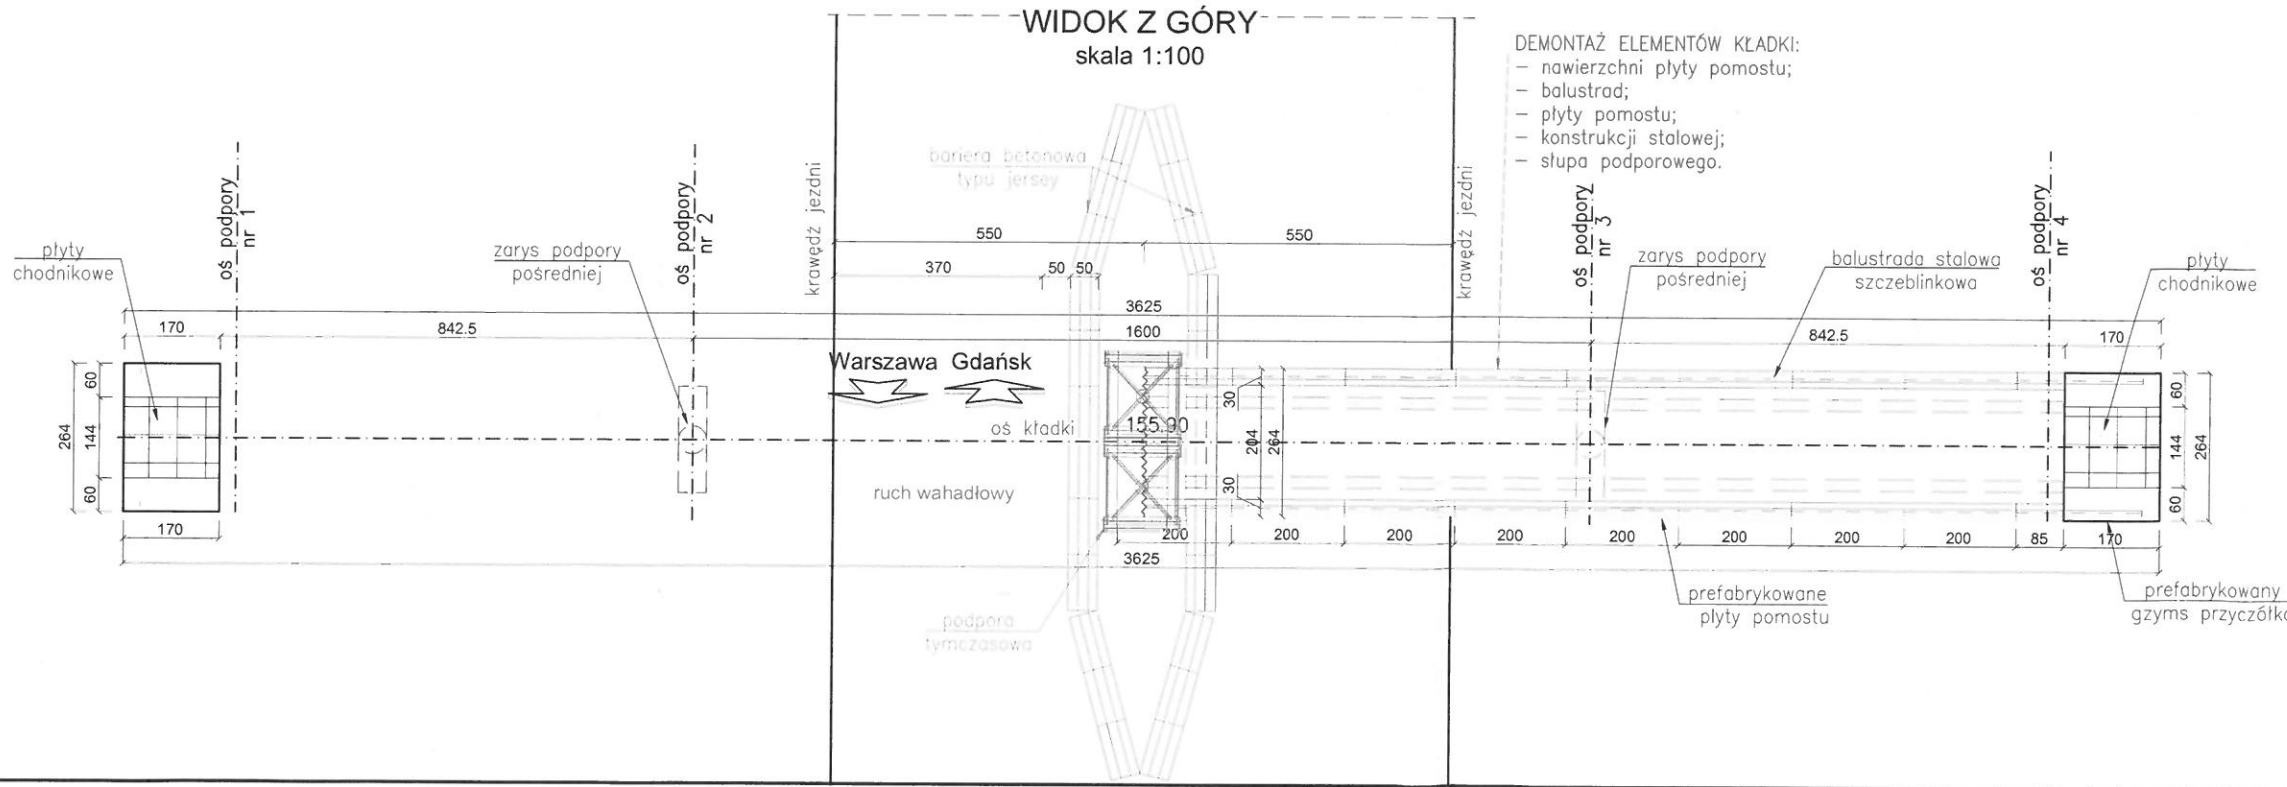 WIDOK Z GÓRY
skala 1:100
DEMONTAŻ ELEMENTÓW KŁADKI:
- nawierzchni płyty pomostu;
- balustrad;
- płyty pomostu;
- konstrukcji stalowej;
- słupa podporowego.
bariera betonowa
typu jersey
krawędź jezdni
krawędź jezdni
oś podpory
nr 1
oś podpory
nr 2
oś podpory
nr 3
oś podpory
nr 4
płyty
chodnikowe
zarys podpory
pośredniej
zarys podpory
pośredniej
balustrada stalowa
szczeblinkowa
płyty
chodnikowe
550
550
370
50
50
3625
170
842.5
1600
842.5
170
Warszawa Gdańsk
60
144
60
264
30
204
264
30
60
144
60
264
oś kładki
155.90
ruch wahadłowy
170
200
200
200
200
200
200
200
200
85
170
3625
podpora
tymczasowa
prefabrykowane
płyty pomostu
prefabrykowany
gzyms przyczółka